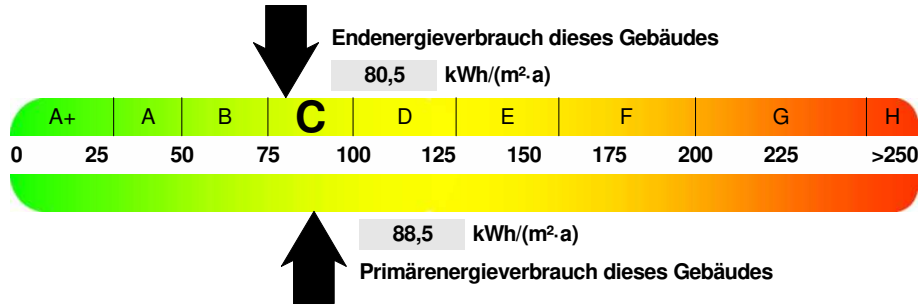 Endenergieverbrauch dieses Gebäudes
80,5 kWh/(m²·a)
A+ A B C D E F G H
0 25 50 75 100 125 150 175 200 225 >250
88,5 kWh/(m²·a)
Primärenergieverbrauch dieses Gebäudes